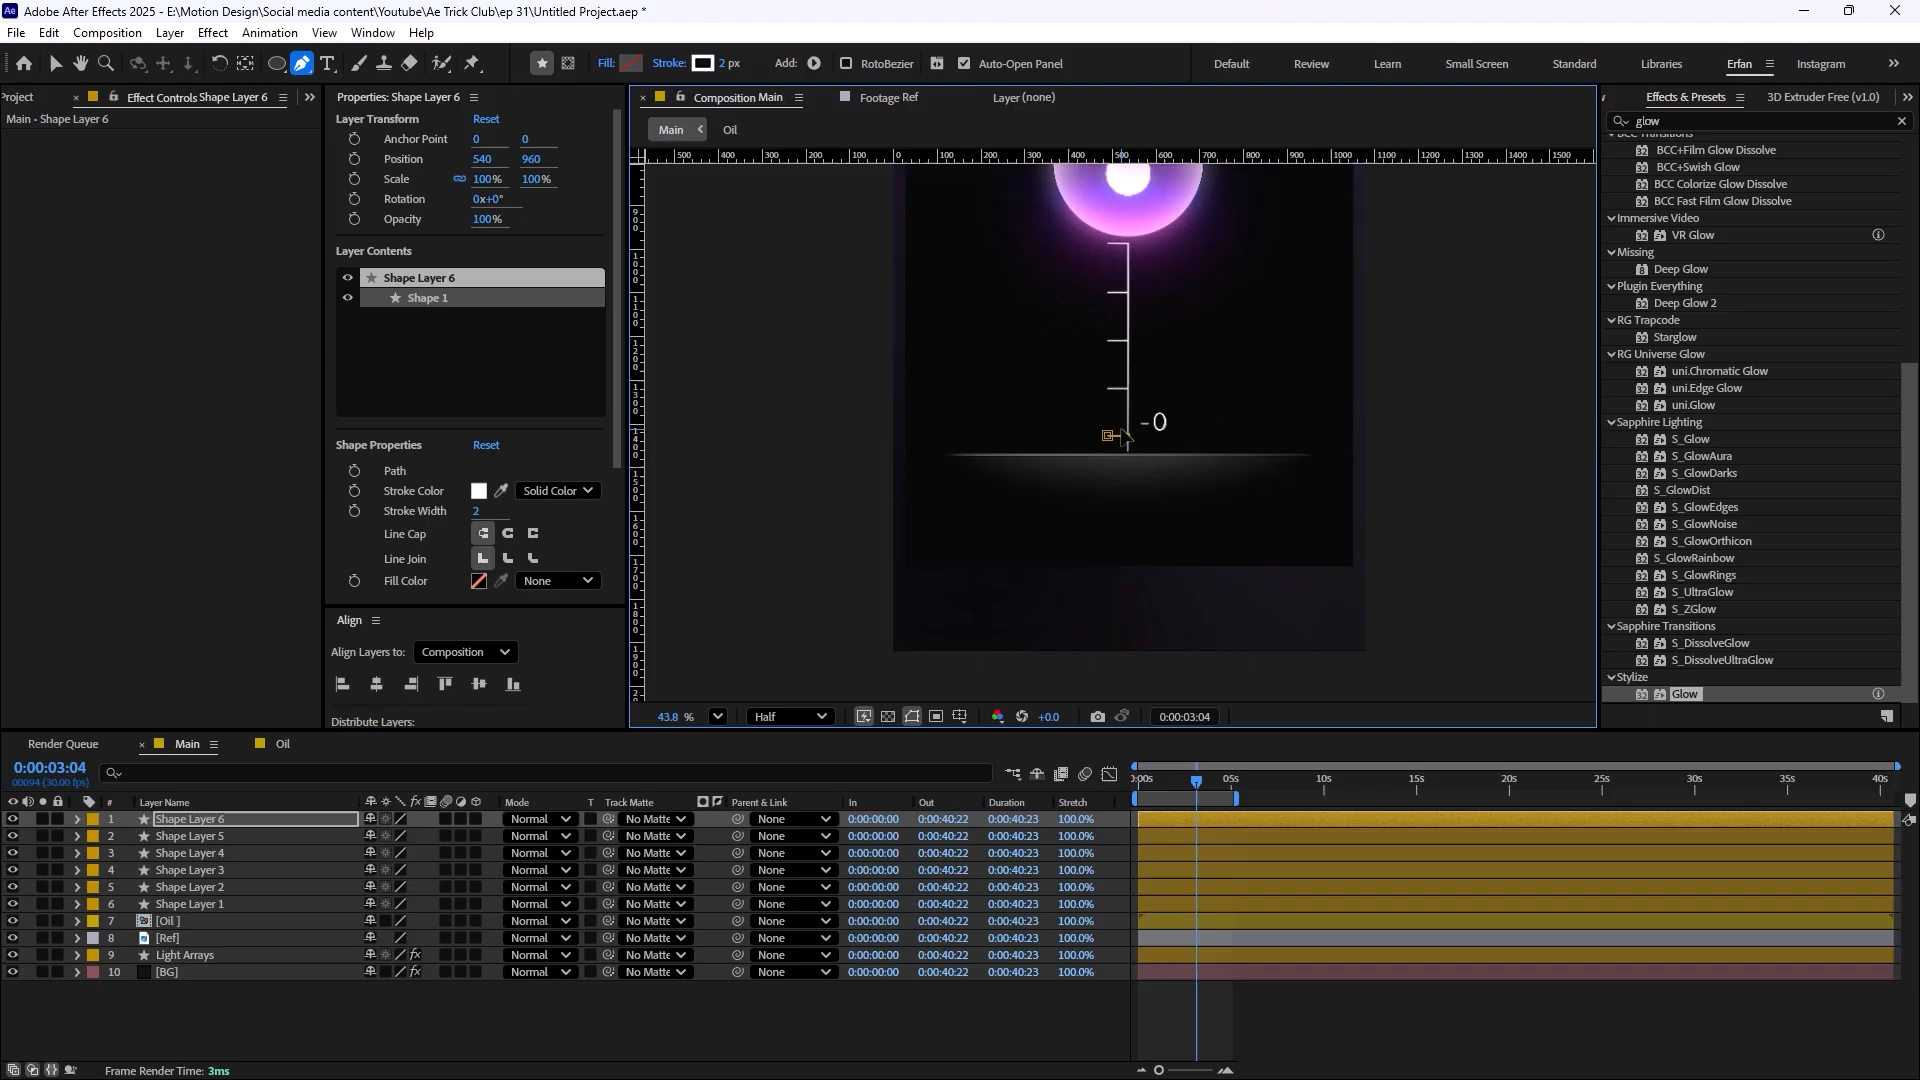 Adobe After Effects 2025 - E:\Motion Design\Social media content\Youtube\Ae Trick Club\ep 31\Untitled Project.aep *
File Edit Composition Layer Effect Animation View Window Help
Fill: Stroke: 2 px Add: RotoBezier Auto-Open Panel
Default Review Learn Small Screen Standard Libraries Erfan Instagram
Project Effect Controls Shape Layer 6
Main - Shape Layer 6
Properties: Shape Layer 6
Layer Transform Reset
Anchor Point 0 0
Position 540 960
Scale 100% 100%
Rotation 0x+0°
Opacity 100%
Layer Contents
Shape Layer 6
Shape 1
Shape Properties Reset
Path
Stroke Color Solid Color
Stroke Width 2
Line Cap
Line Join
Fill Color None
Align
Align Layers to: Composition
Distribute Layers:
Composition Main Footage Ref Layer (none)
Main Oil
500 400 300 200 100 0 100 200 300 400 500 600 700 800 900 1000 1100 1200 1300 1400 1500
-0
43.8 % Half +0.0 0:00:03:04
Effects & Presets 3D Extruder Free (v1.0)
glow
BCC Transitions
BCC+Film Glow Dissolve
BCC+Swish Glow
BCC Colorize Glow Dissolve
BCC Fast Film Glow Dissolve
Immersive Video
VR Glow
Missing
Deep Glow
Plugin Everything
Deep Glow 2
RG Trapcode
Starglow
RG Universe Glow
uni.Chromatic Glow
uni.Edge Glow
uni.Glow
Sapphire Lighting
S_Glow
S_GlowAura
S_GlowDarks
S_GlowDist
S_GlowEdges
S_GlowNoise
S_GlowOrthicon
S_GlowRainbow
S_GlowRings
S_UltraGlow
S_ZGlow
Sapphire Transitions
S_DissolveGlow
S_DissolveUltraGlow
Stylize
Glow
Render Queue Main Oil
0:00:03:04
00094 (30.00 fps)
:00s 05s 10s 15s 20s 25s 30s 35s 40s
# Layer Name Mode T Track Matte Parent & Link In Out Duration Stretch
1 Shape Layer 6 Normal No Matte None 0:00:00:00 0:00:40:22 0:00:40:23 100.0%
2 Shape Layer 5 Normal No Matte None 0:00:00:00 0:00:40:22 0:00:40:23 100.0%
3 Shape Layer 4 Normal No Matte None 0:00:00:00 0:00:40:22 0:00:40:23 100.0%
4 Shape Layer 3 Normal No Matte None 0:00:00:00 0:00:40:22 0:00:40:23 100.0%
5 Shape Layer 2 Normal No Matte None 0:00:00:00 0:00:40:22 0:00:40:23 100.0%
6 Shape Layer 1 Normal No Matte None 0:00:00:00 0:00:40:22 0:00:40:23 100.0%
7 [Oil ] Normal No Matte None 0:00:00:00 0:00:40:22 0:00:40:23 100.0%
8 [Ref] Normal No Matte None 0:00:00:00 0:00:40:22 0:00:40:23 100.0%
9 Light Arrays Normal No Matte None 0:00:00:00 0:00:40:22 0:00:40:23 100.0%
10 [BG] Normal No Matte None 0:00:00:00 0:00:40:22 0:00:40:23 100.0%
Frame Render Time: 3ms